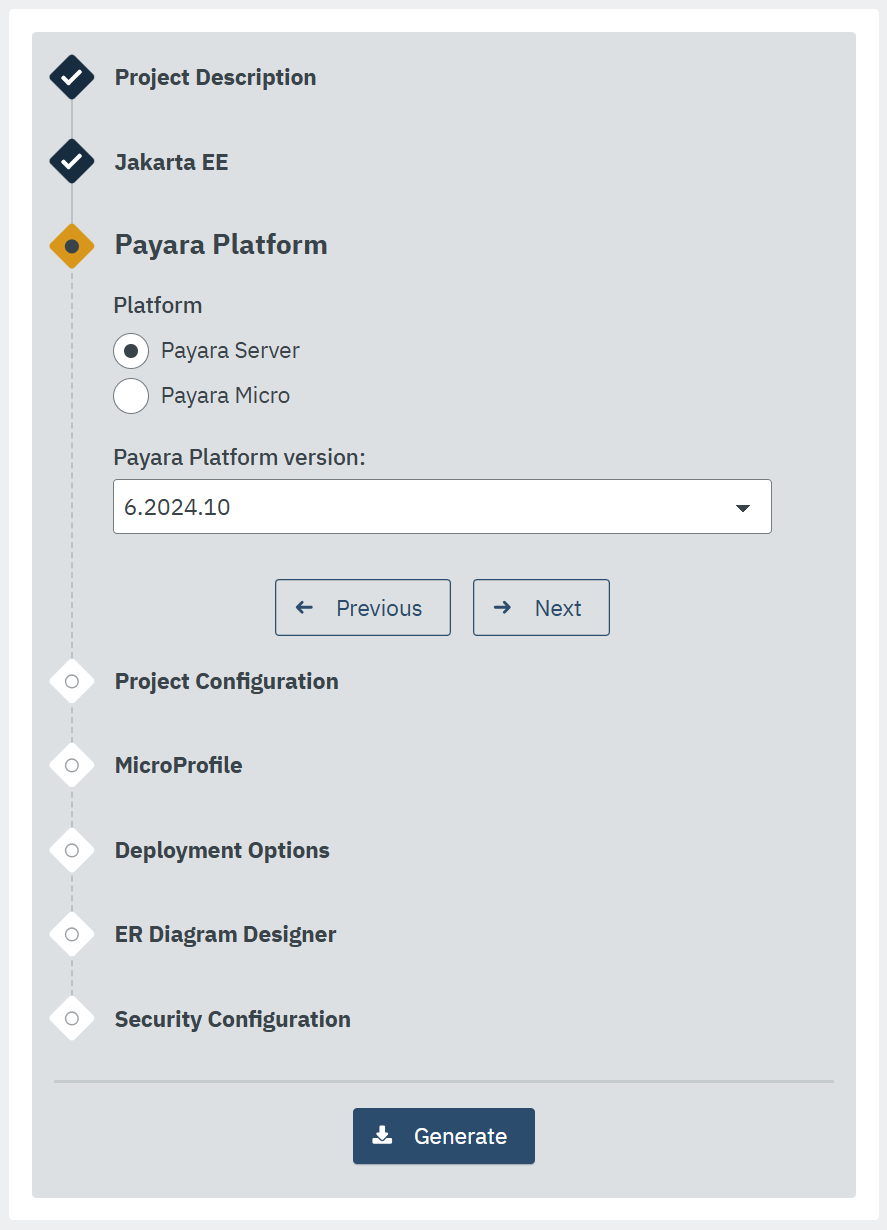 Project Description
Jakarta EE
Payara Platform
Platform
Payara Server
Payara Micro
Payara Platform version:
6.2024.10
Previous Next
Project Configuration
MicroProfile
Deployment Options
ER Diagram Designer
Security Configuration
Generate